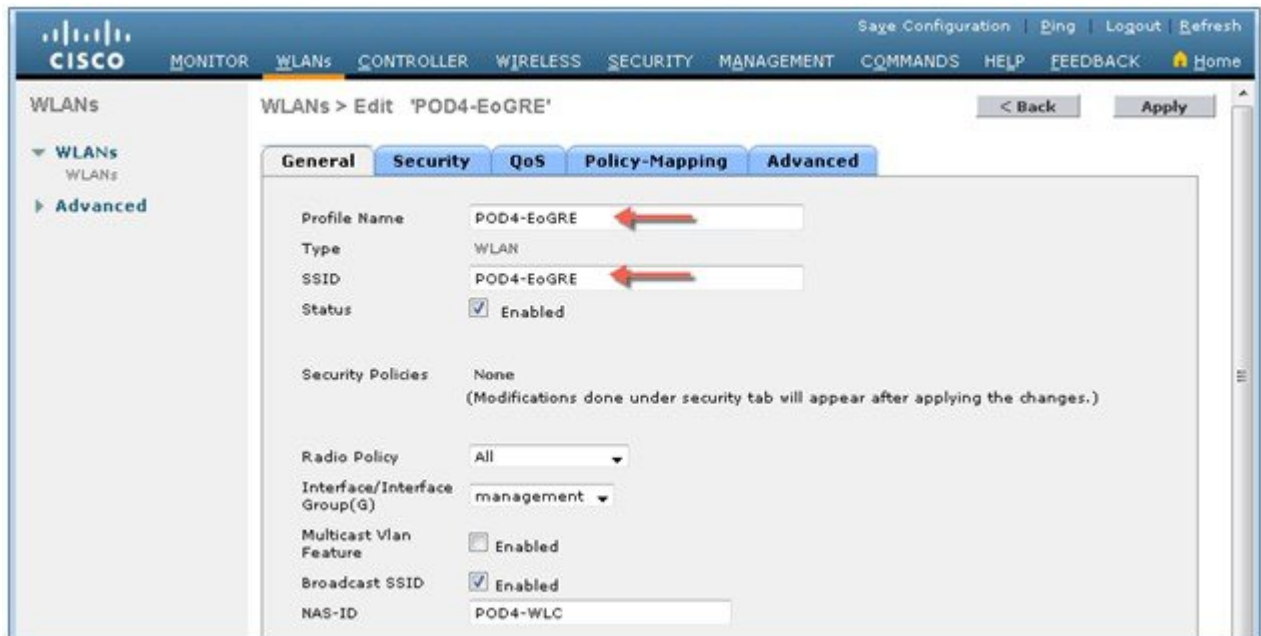 Save Configuration | Ping | Logout | Refresh
CISCO MONITOR WLANs CONTROLLER WIRELESS SECURITY MANAGEMENT COMMANDS HELP FEEDBACK Home
WLANs
WLANs
WLANs
Advanced
WLANs > Edit 'POD4-EoGRE'
< Back
Apply
General Security QoS Policy-Mapping Advanced
Profile Name POD4-EoGRE
Type WLAN
SSID POD4-EoGRE
Status Enabled
Security Policies None
(Modifications done under security tab will appear after applying the changes.)
Radio Policy All
Interface/Interface
Group(G) management
Multicast Vlan
Feature Enabled
Broadcast SSID Enabled
NAS-ID POD4-WLC